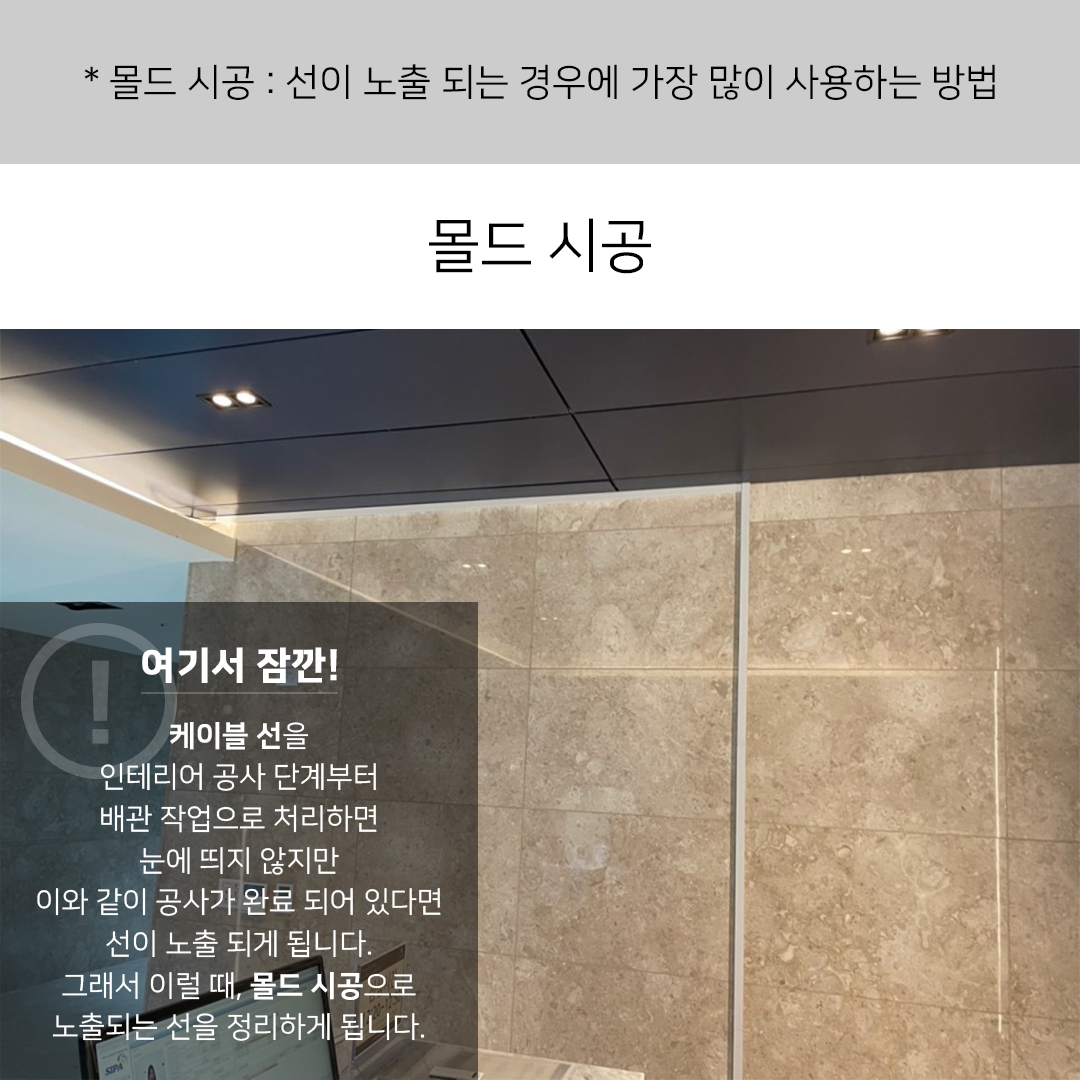 * 몰드 시공 : 선이 노출 되는 경우에 가장 많이 사용하는 방법
몰드 시공
여기서 잠깐!
케이블 선을
인테리어 공사 단계부터
배관 작업으로 처리하면
눈에 띄지 않지만
이와 같이 공사가 완료 되어 있다면
선이 노출 되게 됩니다.
그래서 이럴 때, 몰드 시공으로
노출되는 선을 정리하게 됩니다.
SIPA